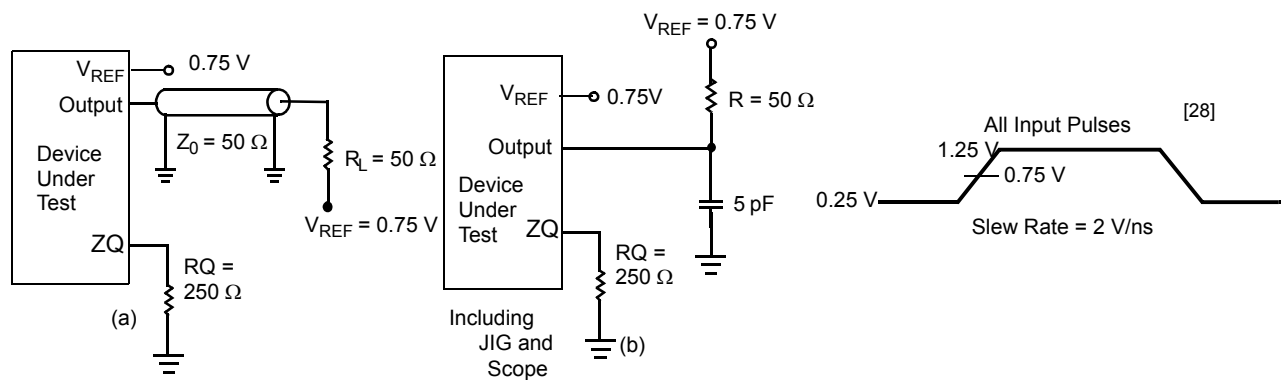 V_REF 0.75 V
Output
Z_0 = 50 Ω
Device
Under
Test
R_L = 50 Ω
V_REF = 0.75 V
ZQ
RQ =
250 Ω
(a)
V_REF = 0.75 V
V_REF 0.75V
R = 50 Ω
Output
Device
Under
Test
5 pF
ZQ
RQ =
250 Ω
Including
JIG and
Scope
(b)
[28]
All Input Pulses
1.25 V
0.75 V
0.25 V
Slew Rate = 2 V/ns